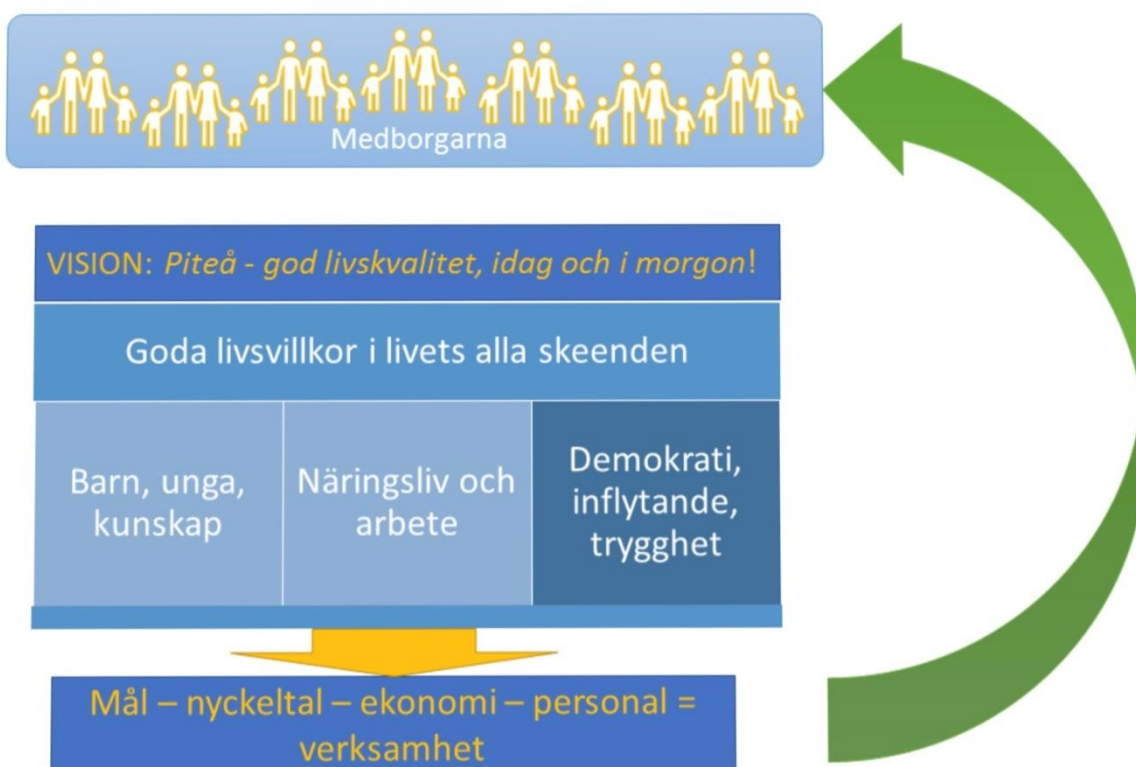 Medborgarna
VISION: Piteå - god livskvalitet, idag och i morgon!
Goda livsvillkor i livets alla skeenden
Barn, unga,
kunskap
Näringsliv och
arbete
Demokrati,
inflytande,
trygghet
Mål – nyckeltal – ekonomi – personal =
verksamhet